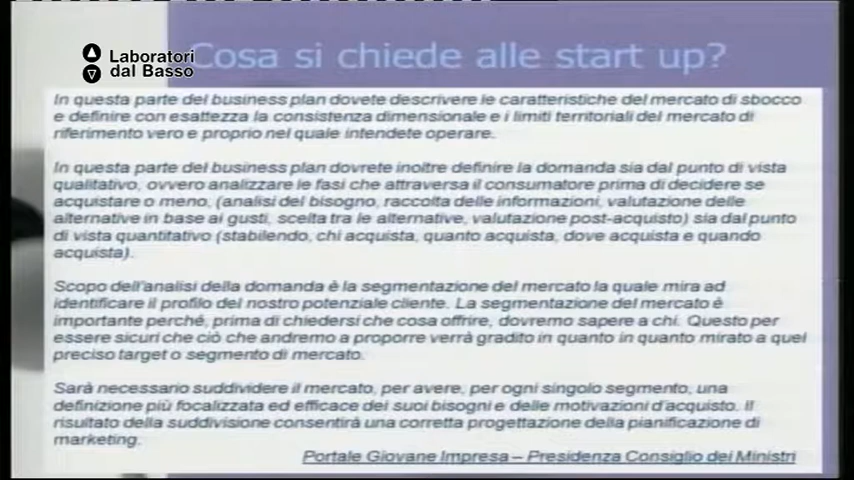 Laboratori
dal Basso
Cosa si chiede alle start up?
In questa parte del business plan dovete descrivere le caratteristiche del mercato di sbocco
e definire con esattezza la consistenza dimensionale e i limiti territoriali del mercato di
riferimento vero e proprio nel quale intendete operare.
In questa parte del business plan dovrete inoltre definire la domanda sia dal punto di vista
qualitativo, ovvero analizzare le fasi che attraversa il consumatore prima di decidere se
acquistare o meno, (analisi del bisogno, raccolta delle informazioni, valutazione delle
alternative in base ai gusti, scelta tra le alternative, valutazione post-acquisto) sia dal punto
di vista quantitativo (stabilendo, chi acquista, quanto acquista, dove acquista e quando
acquista).
Scopo dell'analisi della domanda è la segmentazione del mercato la quale mira ad
identificare il profilo del nostro potenziale cliente. La segmentazione del mercato è
importante perché, prima di chiedersi che cosa offrire, dovremo sapere a chi. Questo per
essere sicuri che ciò che andremo a proporre verrà gradito in quanto in quanto mirato a quel
preciso target o segmento di mercato.
Sarà necessario suddividere il mercato, per avere, per ogni singolo segmento, una
definizione più focalizzata ed efficace dei suoi bisogni e delle motivazioni d'acquisto. Il
risultato della suddivisione consentirà una corretta progettazione della pianificazione di
marketing.
Portale Giovane Impresa – Presidenza Consiglio dei Ministri